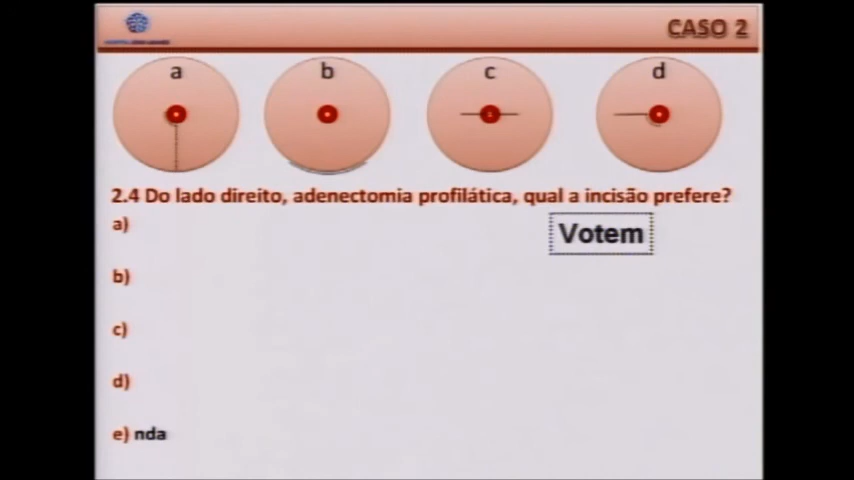 CASO 2
a b c d
2.4 Do lado direito, adenectomia profilática, qual a incisão prefere?
a)
Votem
b)
c)
d)
e) nda